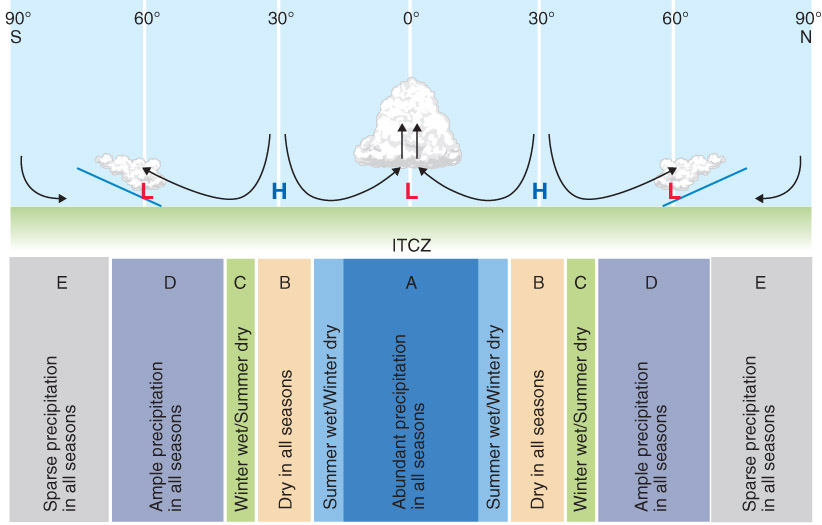 90° 60° 30° 0° 30° 60° 90°
S N
L H L H L
ITCZ
E D C B A B C D E
Sparse precipitation
in all seasons
Ample precipitation
in all seasons
Winter wet/Summer dry
Dry in all seasons
Summer wet/Winter dry
Abundant precipitation
in all seasons
Summer wet/Winter dry
Dry in all seasons
Winter wet/Summer dry
Ample precipitation
in all seasons
Sparse precipitation
in all seasons